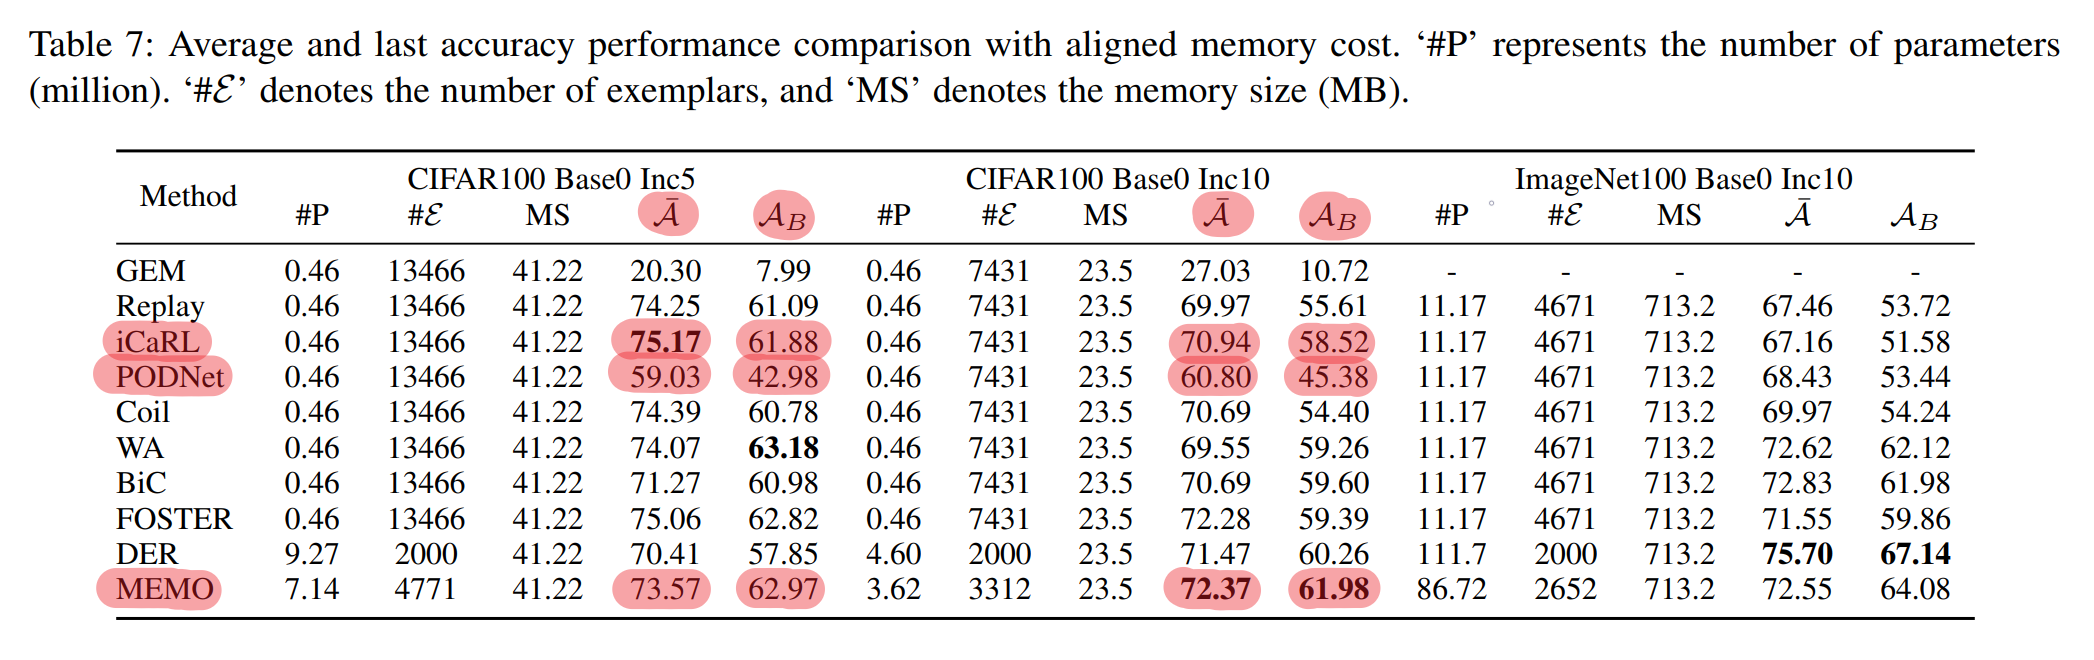 Table 7: Average and last accuracy performance comparison with aligned memory cost. ‘#P’ represents the number of parameters
(million). ‘#ℰ’ denotes the number of exemplars, and ‘MS’ denotes the memory size (MB).
Method CIFAR100 Base0 Inc5 CIFAR100 Base0 Inc10 ImageNet100 Base0 Inc10
#P #ℰ MS 𝒜̄ 𝒜_B #P #ℰ MS 𝒜̄ 𝒜_B #P #ℰ MS 𝒜̄ 𝒜_B
GEM 0.46 13466 41.22 20.30 7.99 0.46 7431 23.5 27.03 10.72 - - - - -
Replay 0.46 13466 41.22 74.25 61.09 0.46 7431 23.5 69.97 55.61 11.17 4671 713.2 67.46 53.72
iCaRL 0.46 13466 41.22 75.17 61.88 0.46 7431 23.5 70.94 58.52 11.17 4671 713.2 67.16 51.58
PODNet 0.46 13466 41.22 59.03 42.98 0.46 7431 23.5 60.80 45.38 11.17 4671 713.2 68.43 53.44
Coil 0.46 13466 41.22 74.39 60.78 0.46 7431 23.5 70.69 54.40 11.17 4671 713.2 69.97 54.24
WA 0.46 13466 41.22 74.07 63.18 0.46 7431 23.5 69.55 59.26 11.17 4671 713.2 72.62 62.12
BiC 0.46 13466 41.22 71.27 60.98 0.46 7431 23.5 70.69 59.60 11.17 4671 713.2 72.83 61.98
FOSTER 0.46 13466 41.22 75.06 62.82 0.46 7431 23.5 72.28 59.39 11.17 4671 713.2 71.55 59.86
DER 9.27 2000 41.22 70.41 57.85 4.60 2000 23.5 71.47 60.26 111.7 2000 713.2 75.70 67.14
MEMO 7.14 4771 41.22 73.57 62.97 3.62 3312 23.5 72.37 61.98 86.72 2652 713.2 72.55 64.08